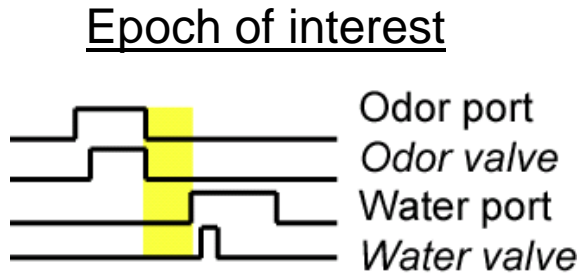 Epoch of interest
Odor port
Odor valve
Water port
Water valve